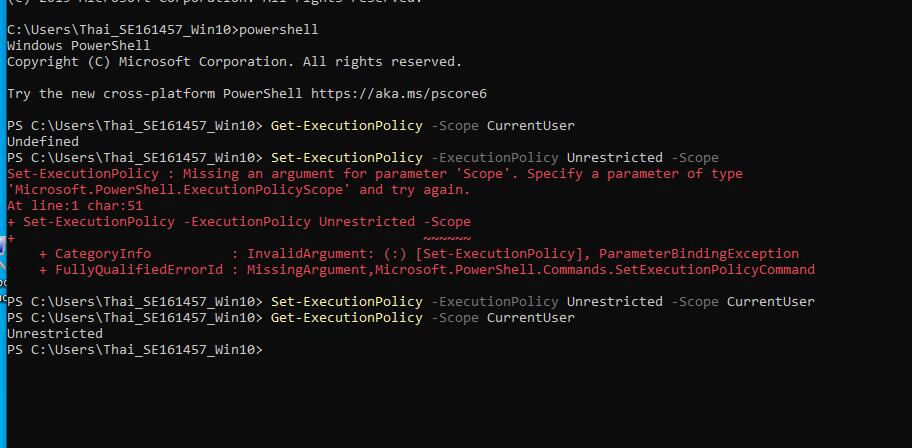 (c) 2019 Microsoft Corporation. All rights reserved.
C:\Users\Thai_SE161457_Win10>powershell
Windows PowerShell
Copyright (C) Microsoft Corporation. All rights reserved.
Try the new cross-platform PowerShell https://aka.ms/pscore6
PS C:\Users\Thai_SE161457_Win10> Get-ExecutionPolicy -Scope CurrentUser
Undefined
PS C:\Users\Thai_SE161457_Win10> Set-ExecutionPolicy -ExecutionPolicy Unrestricted -Scope
Set-ExecutionPolicy : Missing an argument for parameter 'Scope'. Specify a parameter of type
'Microsoft.PowerShell.ExecutionPolicyScope' and try again.
At line:1 char:51
+ Set-ExecutionPolicy -ExecutionPolicy Unrestricted -Scope
+                                                   ~~~~~~
    + CategoryInfo          : InvalidArgument: (:) [Set-ExecutionPolicy], ParameterBindingException
    + FullyQualifiedErrorId : MissingArgument,Microsoft.PowerShell.Commands.SetExecutionPolicyCommand
PS C:\Users\Thai_SE161457_Win10> Set-ExecutionPolicy -ExecutionPolicy Unrestricted -Scope CurrentUser
PS C:\Users\Thai_SE161457_Win10> Get-ExecutionPolicy -Scope CurrentUser
Unrestricted
PS C:\Users\Thai_SE161457_Win10>